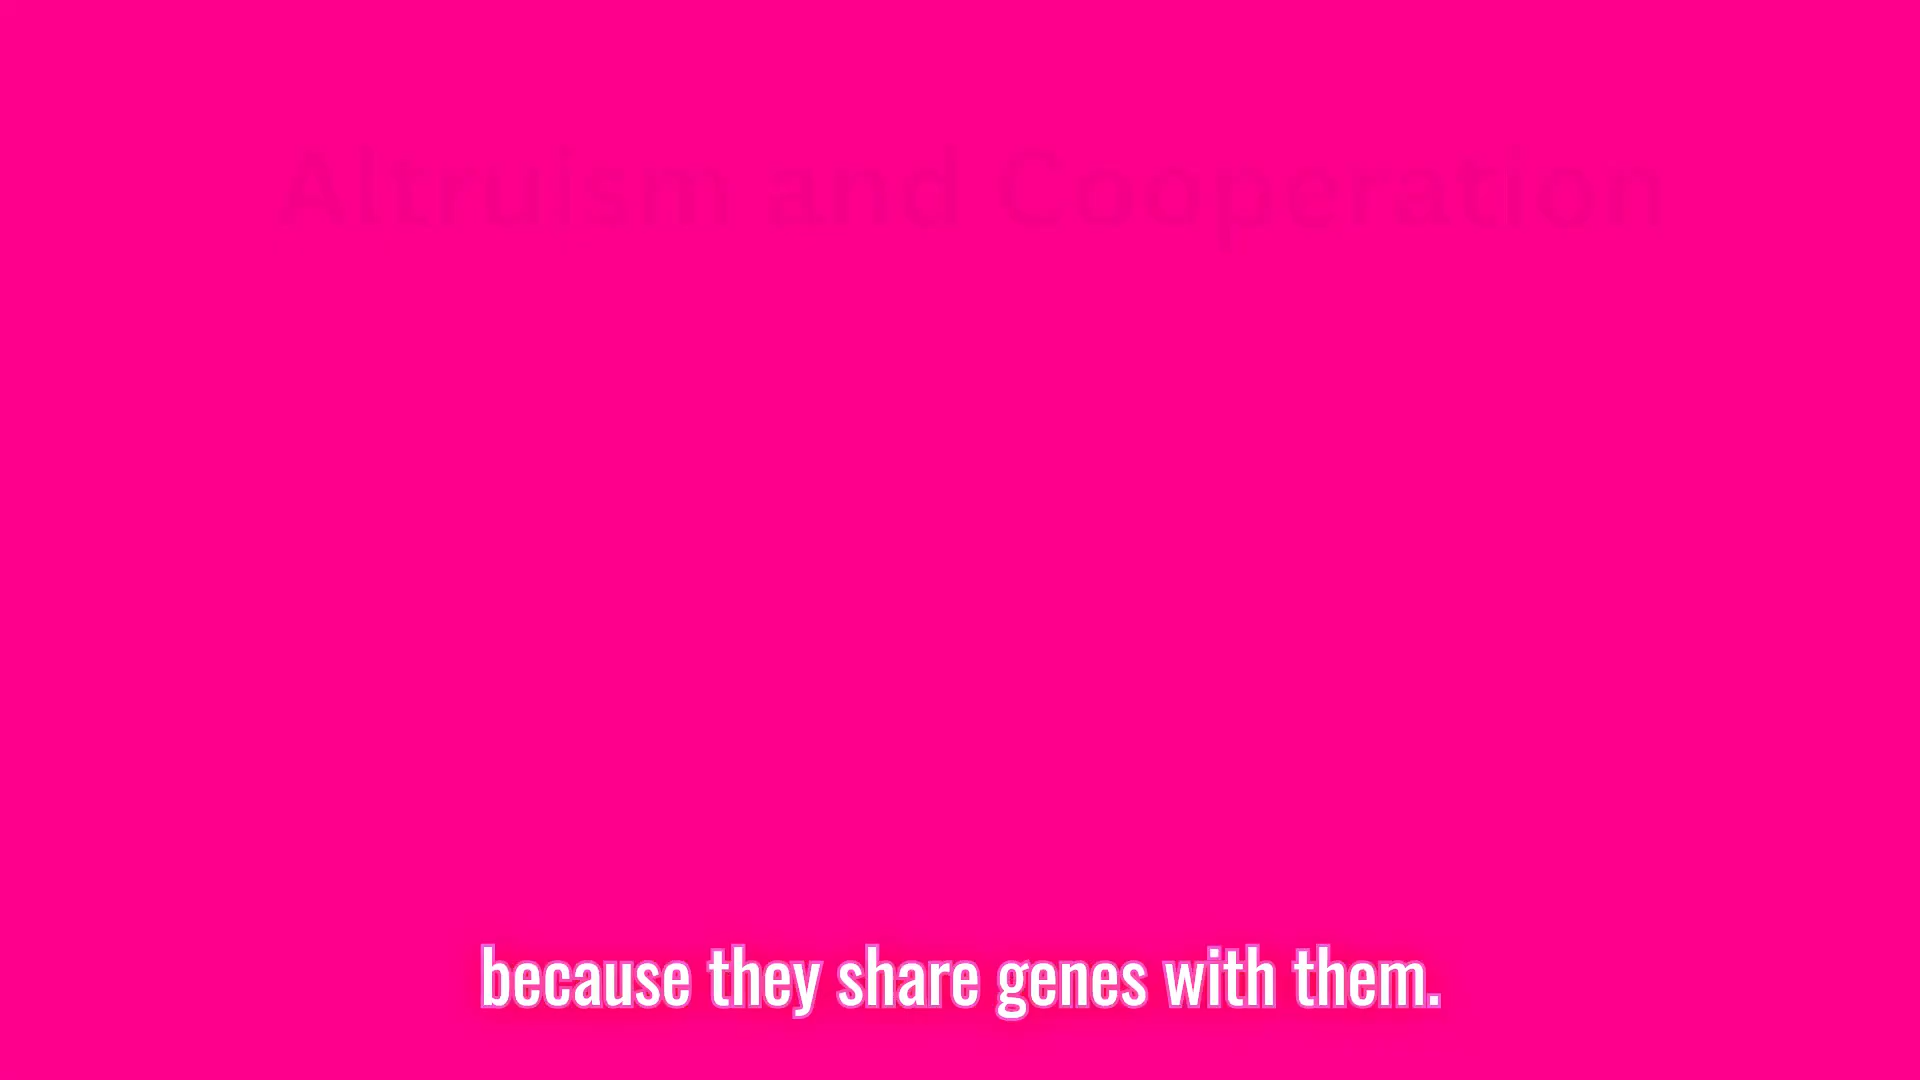 Altruism and Cooperation
because they share genes with them.